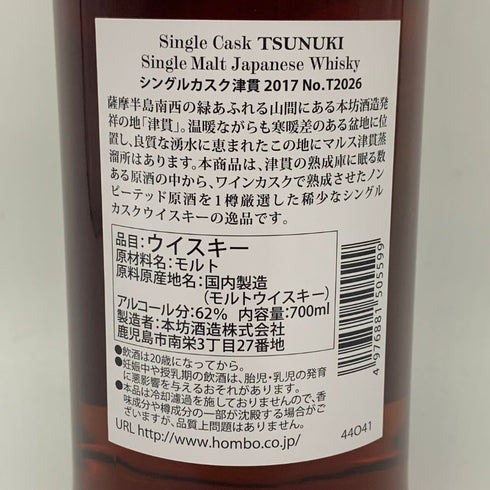 Single Cask TSUNUKI
Single Malt Japanese Whisky
シングルカスク津貫 2017 No.T2026
薩摩半島南西の緑あふれる山間にある本坊酒造発
祥の地「津貫」。温暖ながらも寒暖差のある盆地に位
置し、良質な湧水に恵まれたこの地にマルス津貫蒸
溜所はあります。本商品は、津貫の熟成庫に眠る数
ある原酒の中から、ワインカスクで熟成させたノン
ピーテッド原酒を1樽厳選した稀少なシングル
カスクウイスキーの逸品です。
品目：ウイスキー
原材料名：モルト
原料原産地名：国内製造
（モルトウイスキー）
アルコール分：62% 内容量：700ml
製造者：本坊酒造株式会社
鹿児島市南栄3丁目27番地
4 976881 505599
●飲酒は20歳になってから。
●妊娠中や授乳期の飲酒は、胎児・乳児の発育
に悪影響を与えるおそれがあります。
●本品は冷却濾過を施しておりませんので、香
味成分や樽成分の一部が沈殿する場合がご
ざいますが、品質上問題はありません。
URL http://www.hombo.co.jp/
44041